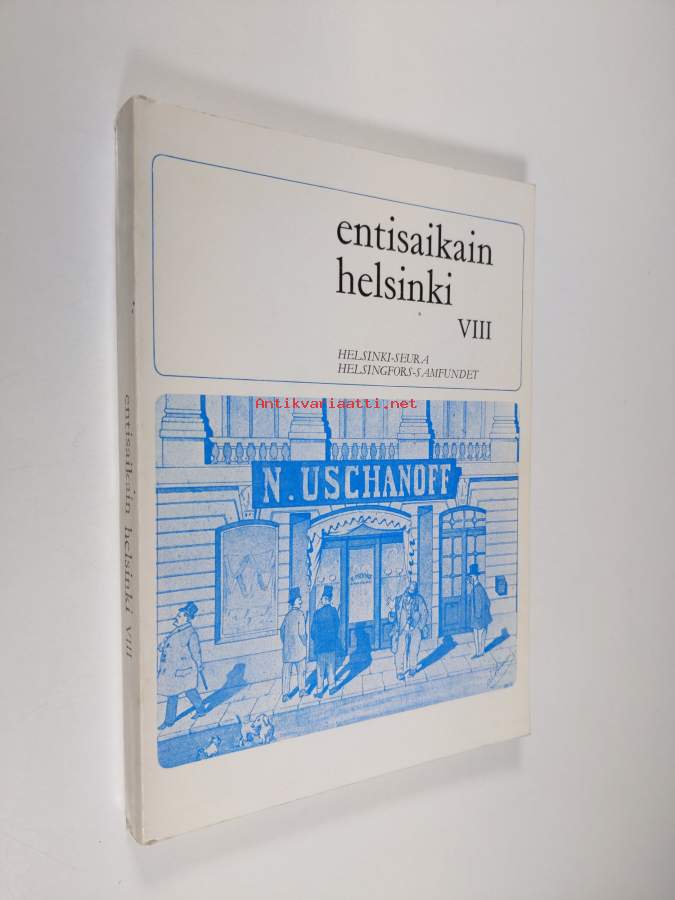 entisaikain
helsinki
VIII
HELSINKI-SEURA
HELSINGFORS-SAMFUNDET
Antikvariaatti.net
N. USCHANOFF
entisaikain helsinki VIII